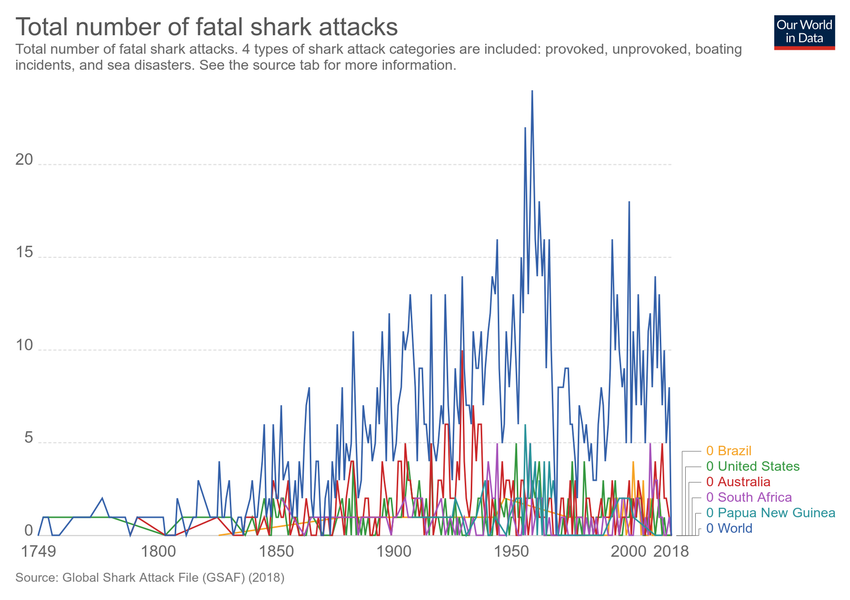 Total number of fatal shark attacks
Our World
in Data
Total number of fatal shark attacks. 4 types of shark attack categories are included: provoked, unprovoked, boating
incidents, and sea disasters. See the source tab for more information.
20
15
10
5
0
1749
1800
1850
1900
1950
2000
2018
0 Brazil
0 United States
0 Australia
0 South Africa
0 Papua New Guinea
0 World
Source: Global Shark Attack File (GSAF) (2018)